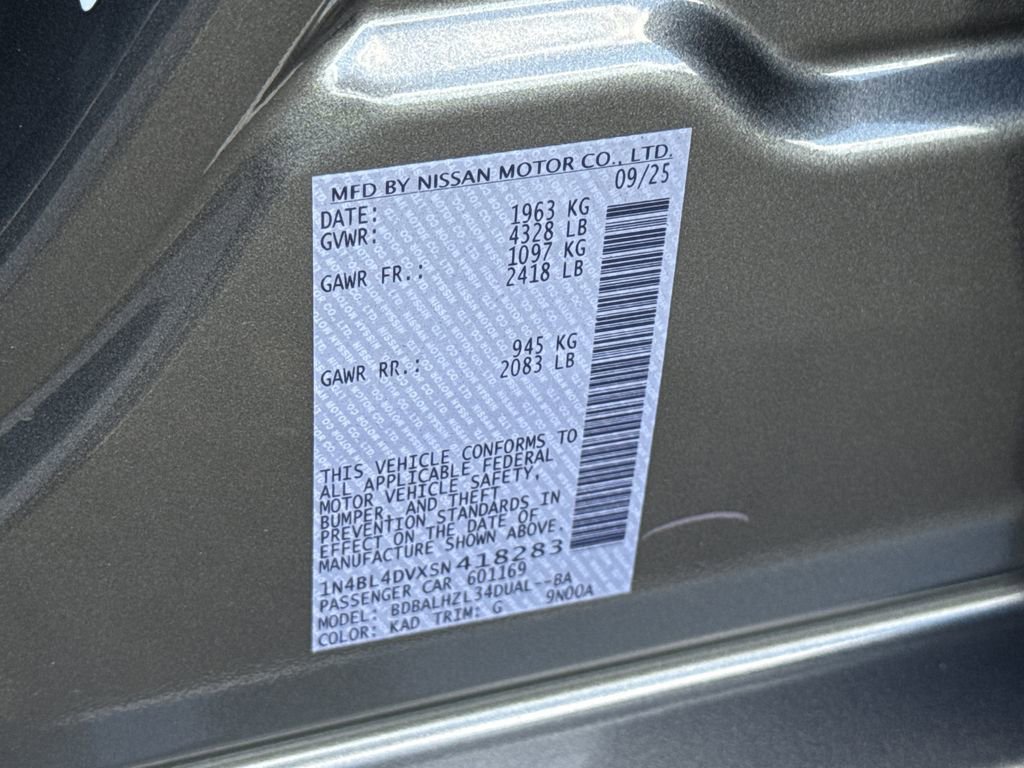 MFD BY NISSAN MOTOR CO., LTD.
DATE: 09/25
GVWR: 1963 KG
4328 LB
GAWR FR.: 1097 KG
2418 LB
GAWR RR.: 945 KG
2083 LB
THIS VEHICLE CONFORMS TO
ALL APPLICABLE FEDERAL
MOTOR VEHICLE SAFETY,
BUMPER, AND THEFT
PREVENTION STANDARDS IN
EFFECT ON THE DATE OF
MANUFACTURE SHOWN ABOVE.
1N4BL4DVXSN418283
PASSENGER CAR 601169
MODEL: BDBALHZL34DUAL--BA
COLOR: KAD TRIM: G 9N00A